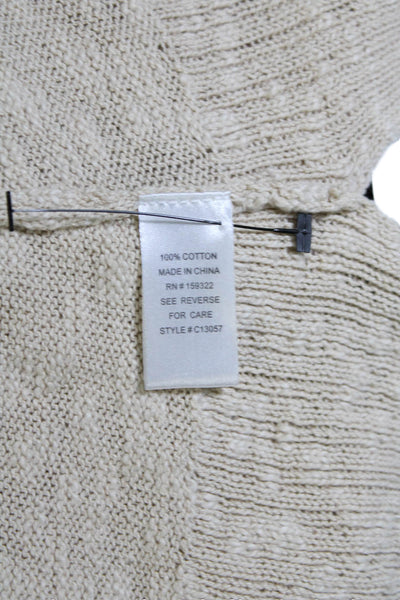 100% COTTON
MADE IN CHINA
RN # 159322
SEE REVERSE
FOR CARE
STYLE # C13057